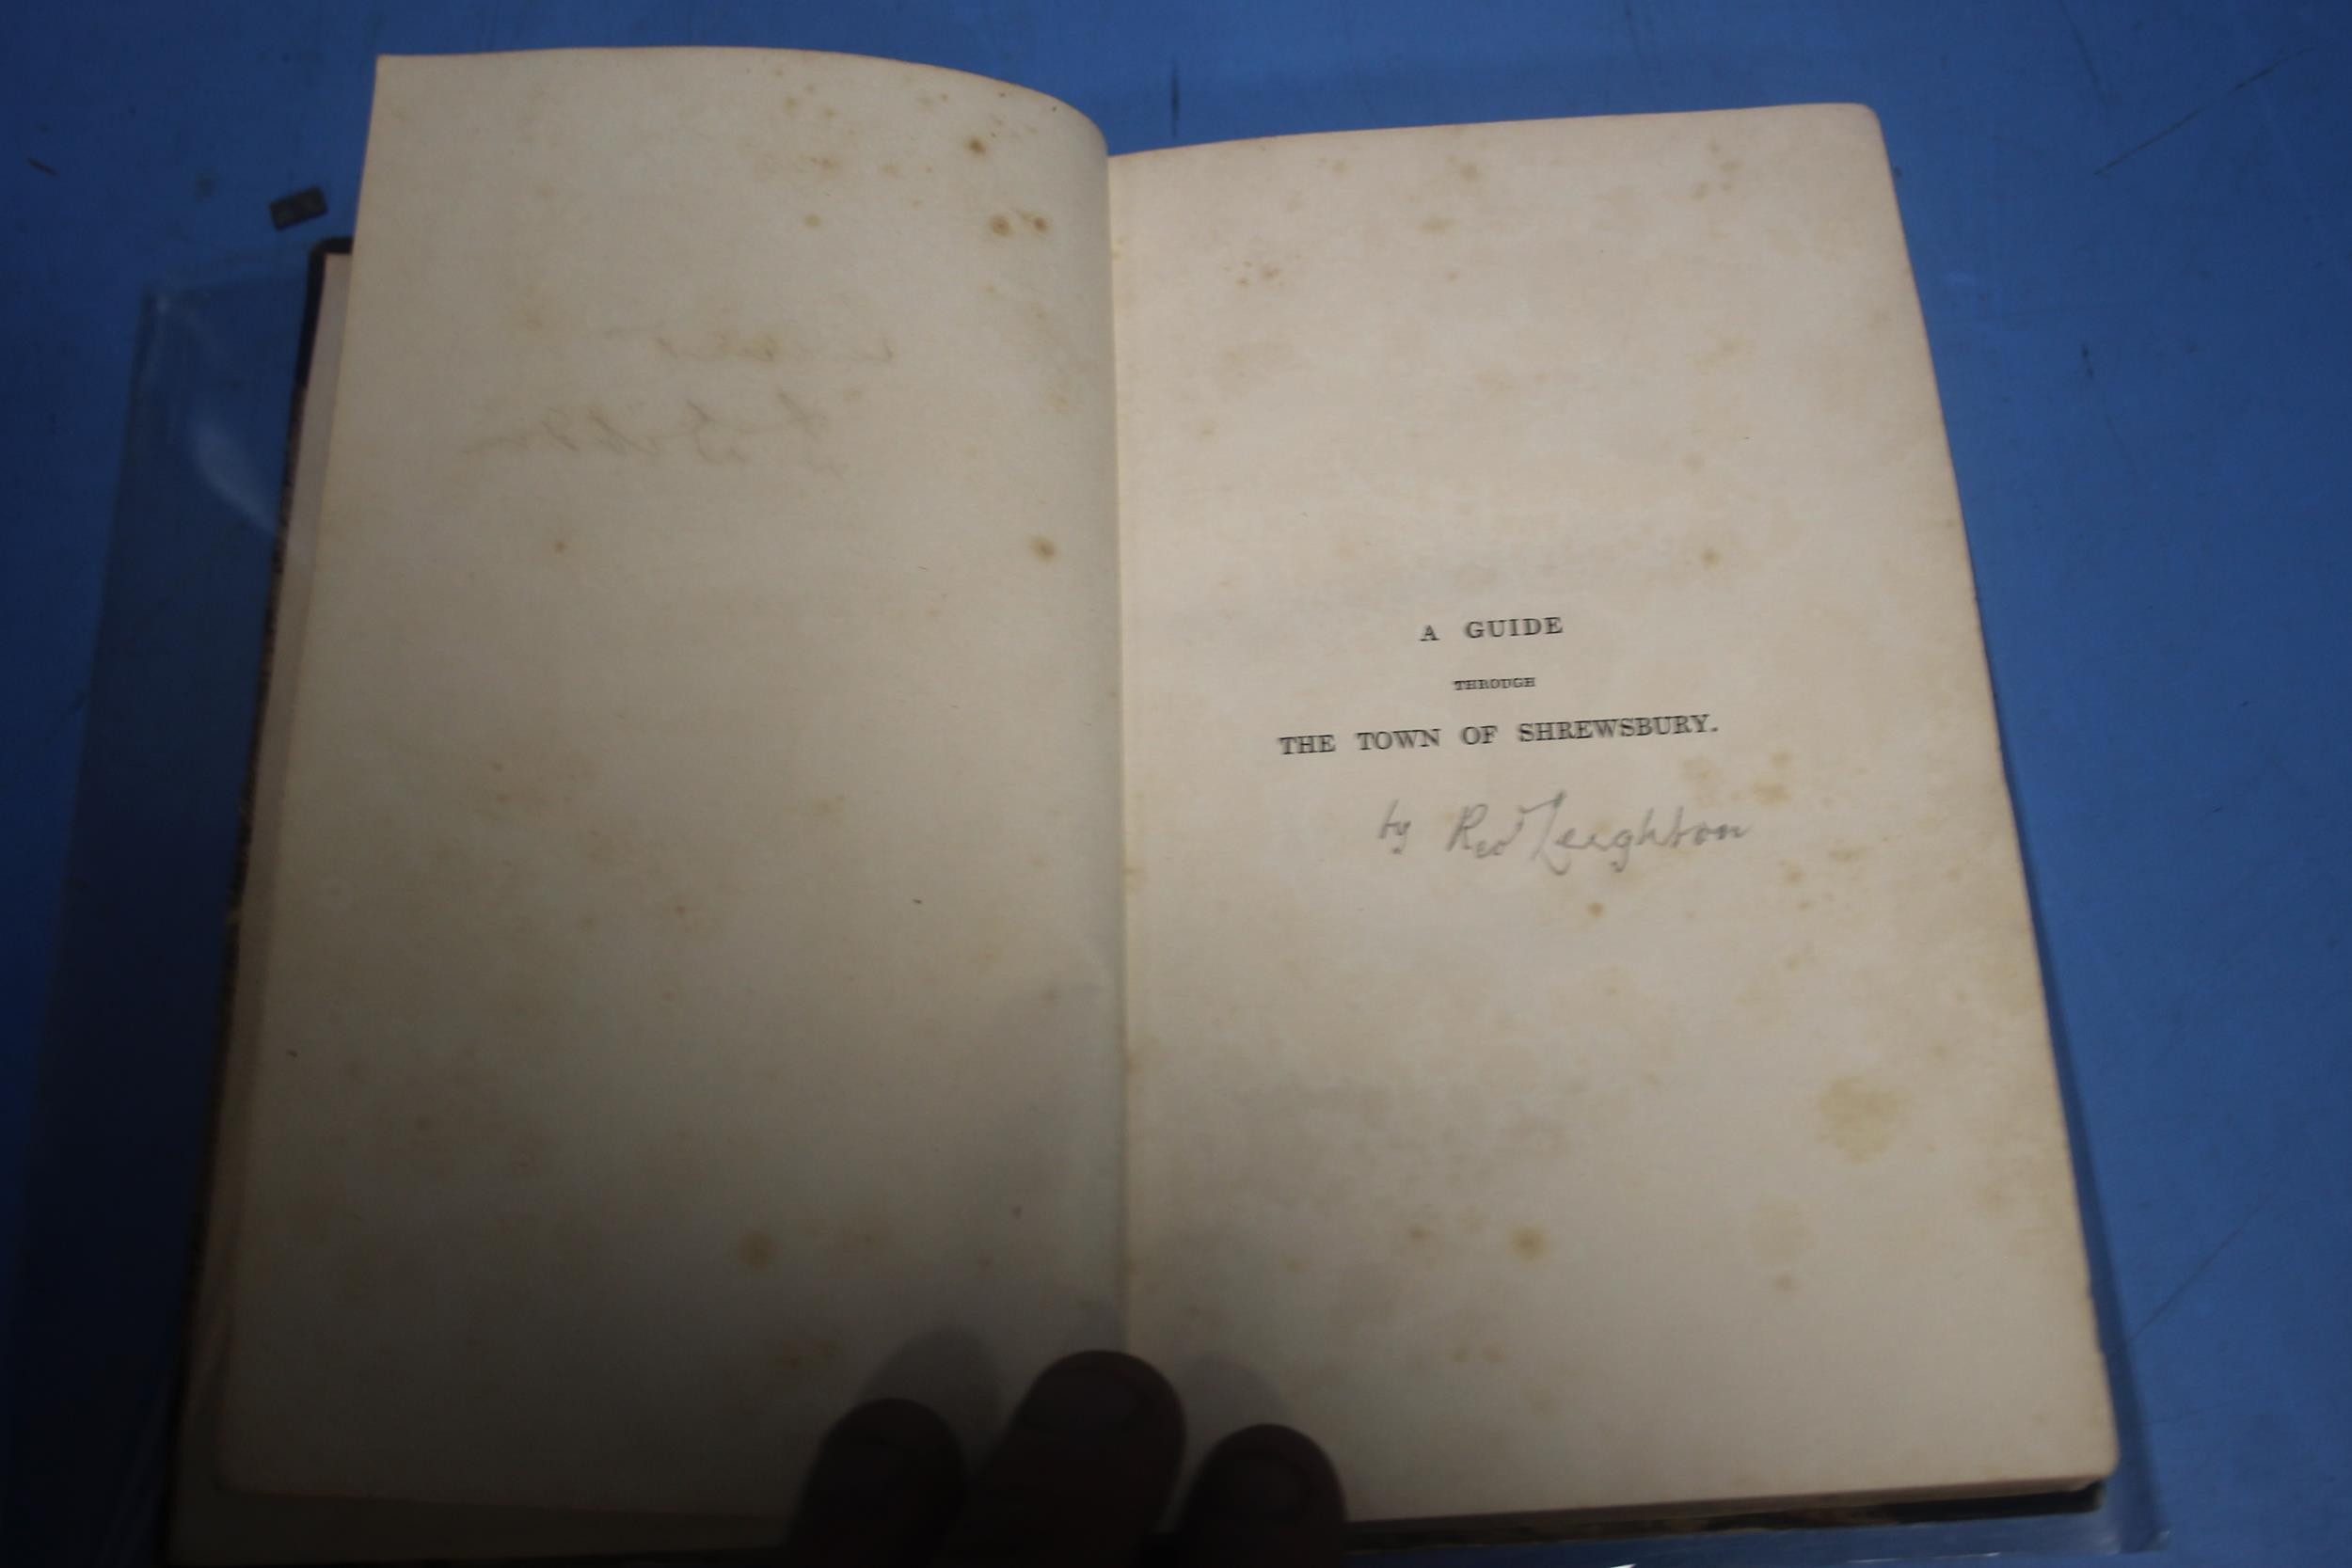 A GUIDE
THROUGH
THE TOWN OF SHREWSBURY.
by Revd Leighton